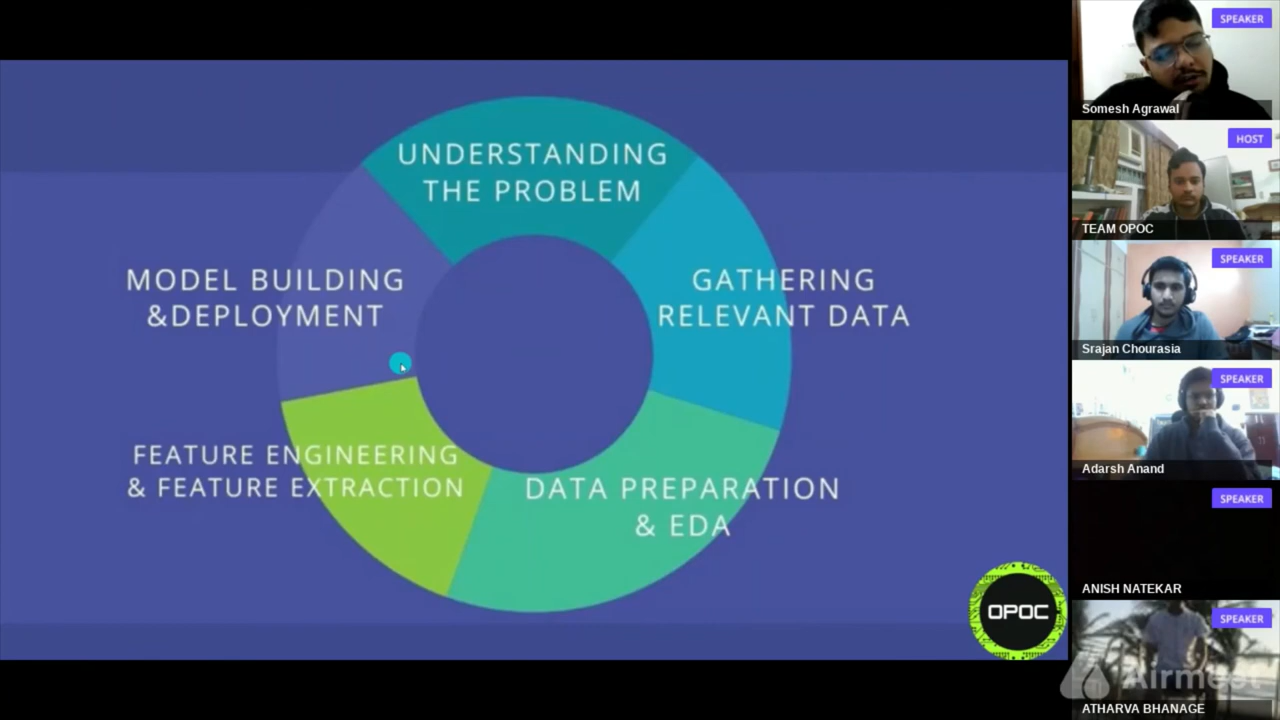 UNDERSTANDING
THE PROBLEM
MODEL BUILDING
&DEPLOYMENT
GATHERING
RELEVANT DATA
FEATURE ENGINEERING
& FEATURE EXTRACTION
DATA PREPARATION
& EDA
OPOC
SPEAKER
Somesh Agrawal
HOST
TEAM OPOC
SPEAKER
Srajan Chourasia
SPEAKER
Adarsh Anand
SPEAKER
ANISH NATEKAR
SPEAKER
Airmeet
ATHARVA BHANAGE